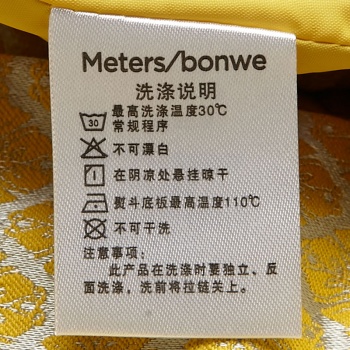 Meters/bonwe
洗涤说明
最高洗涤温度30℃
30
常规程序
不可漂白
在阴凉处悬挂晾干
熨斗底板最高温度110℃
不可干洗
注意事项：
此产品在洗涤时要独立、反
面洗涤，洗前将拉链关上。